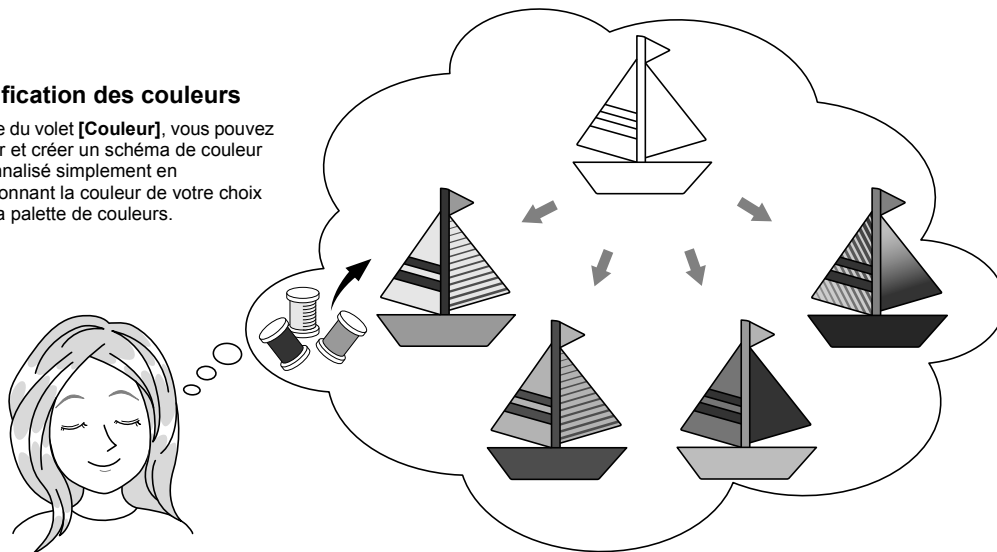 fication des couleurs
e du volet [Couleur], vous pouvez
r et créer un schéma de couleur
nnalisé simplement en
onnant la couleur de votre choix
a palette de couleurs.